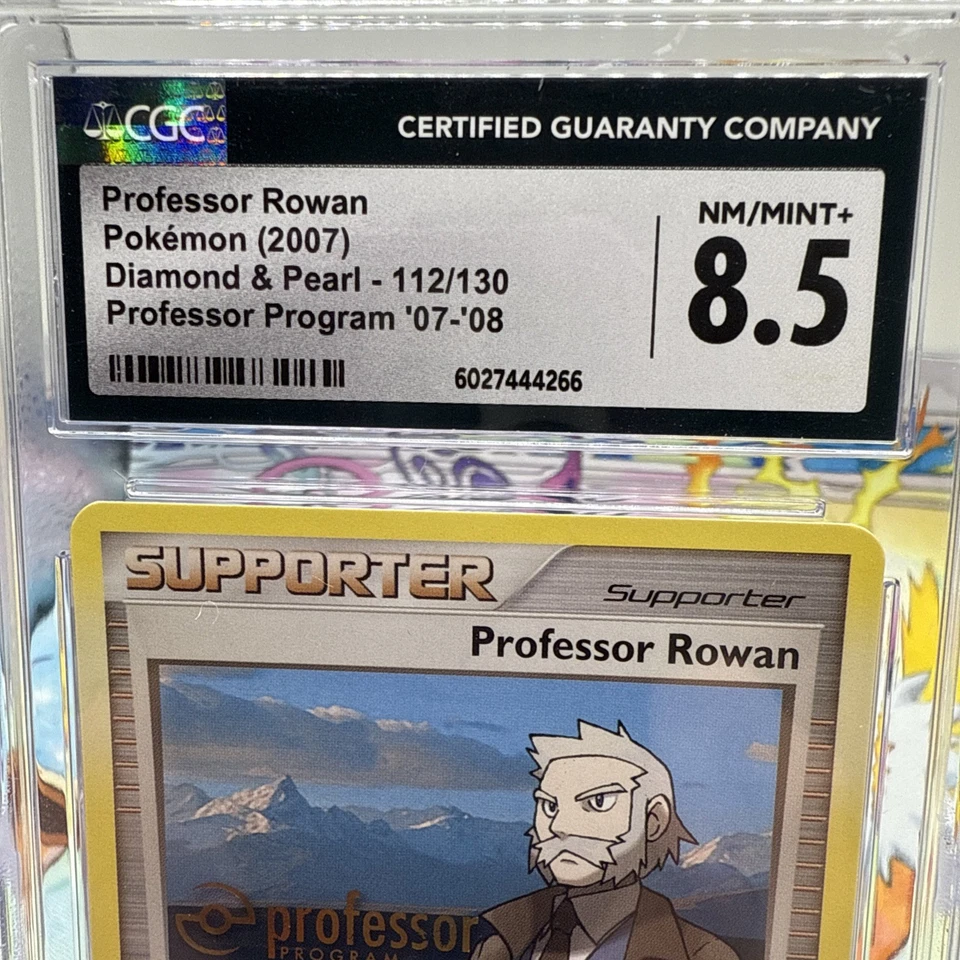 CGC
CERTIFIED GUARANTY COMPANY
Professor Rowan
Pokémon (2007)
Diamond & Pearl - 112/130
Professor Program '07-'08
6027444266
NM/MINT+
8.5
SUPPORTER
Supporter
Professor Rowan
professor
PROGRAM